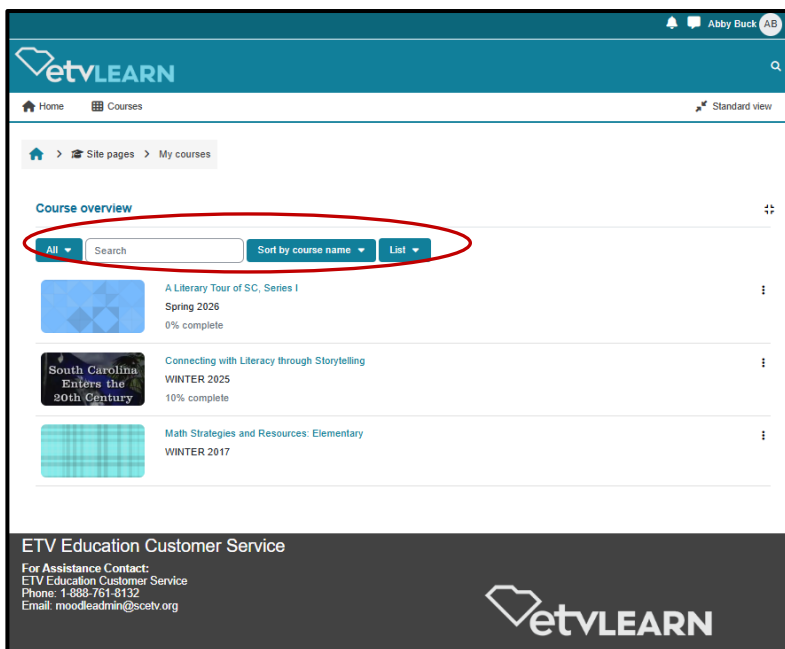 Abby Buck AB
etvLEARN
Home Courses Standard view
Site pages My courses
Course overview
All Search Sort by course name List
A Literary Tour of SC, Series I
Spring 2026
0% complete
South Carolina
Enters the
20th Century
Connecting with Literacy through Storytelling
WINTER 2025
10% complete
Math Strategies and Resources: Elementary
WINTER 2017
ETV Education Customer Service
For Assistance Contact:
ETV Education Customer Service
Phone: 1-888-761-8132
Email: moodleadmin@scetv.org
etvLEARN